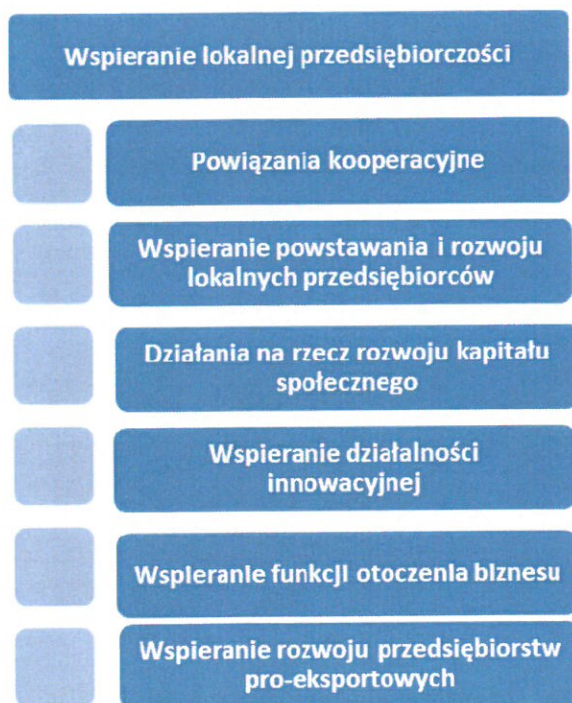 Wspieranie lokalnej przedsiębiorczości
Powiązania kooperacyjne
Wspieranie powstawania i rozwoju
lokalnych przedsiębiorców
Działania na rzecz rozwoju kapitału
społecznego
Wspieranie działalności
innowacyjnej
Wspieranie funkcji otoczenia biznesu
Wspieranie rozwoju przedsiębiorstw
pro-eksportowych